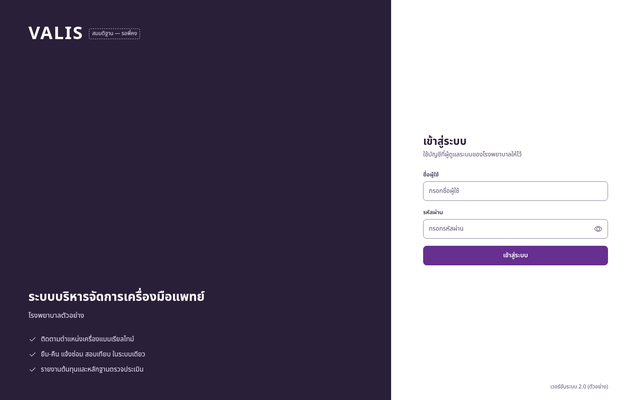 VALIS
สมมติฐาน — รอพี่คง
ระบบบริหารจัดการเครื่องมือแพทย์
โรงพยาบาลตัวอย่าง
ติดตามตำแหน่งเครื่องแบบเรียลไทม์
ยืม-คืน แจ้งซ่อม สอบเทียบ ในระบบเดียว
รายงานต้นทุนและหลักฐานตรวจประเมิน
เข้าสู่ระบบ
ใช้บัญชีที่ผู้ดูแลระบบของโรงพยาบาลให้ไว้
ชื่อผู้ใช้
กรอกชื่อผู้ใช้
รหัสผ่าน
กรอกรหัสผ่าน
เข้าสู่ระบบ
เวอร์ชันระบบ 2.0 (ตัวอย่าง)